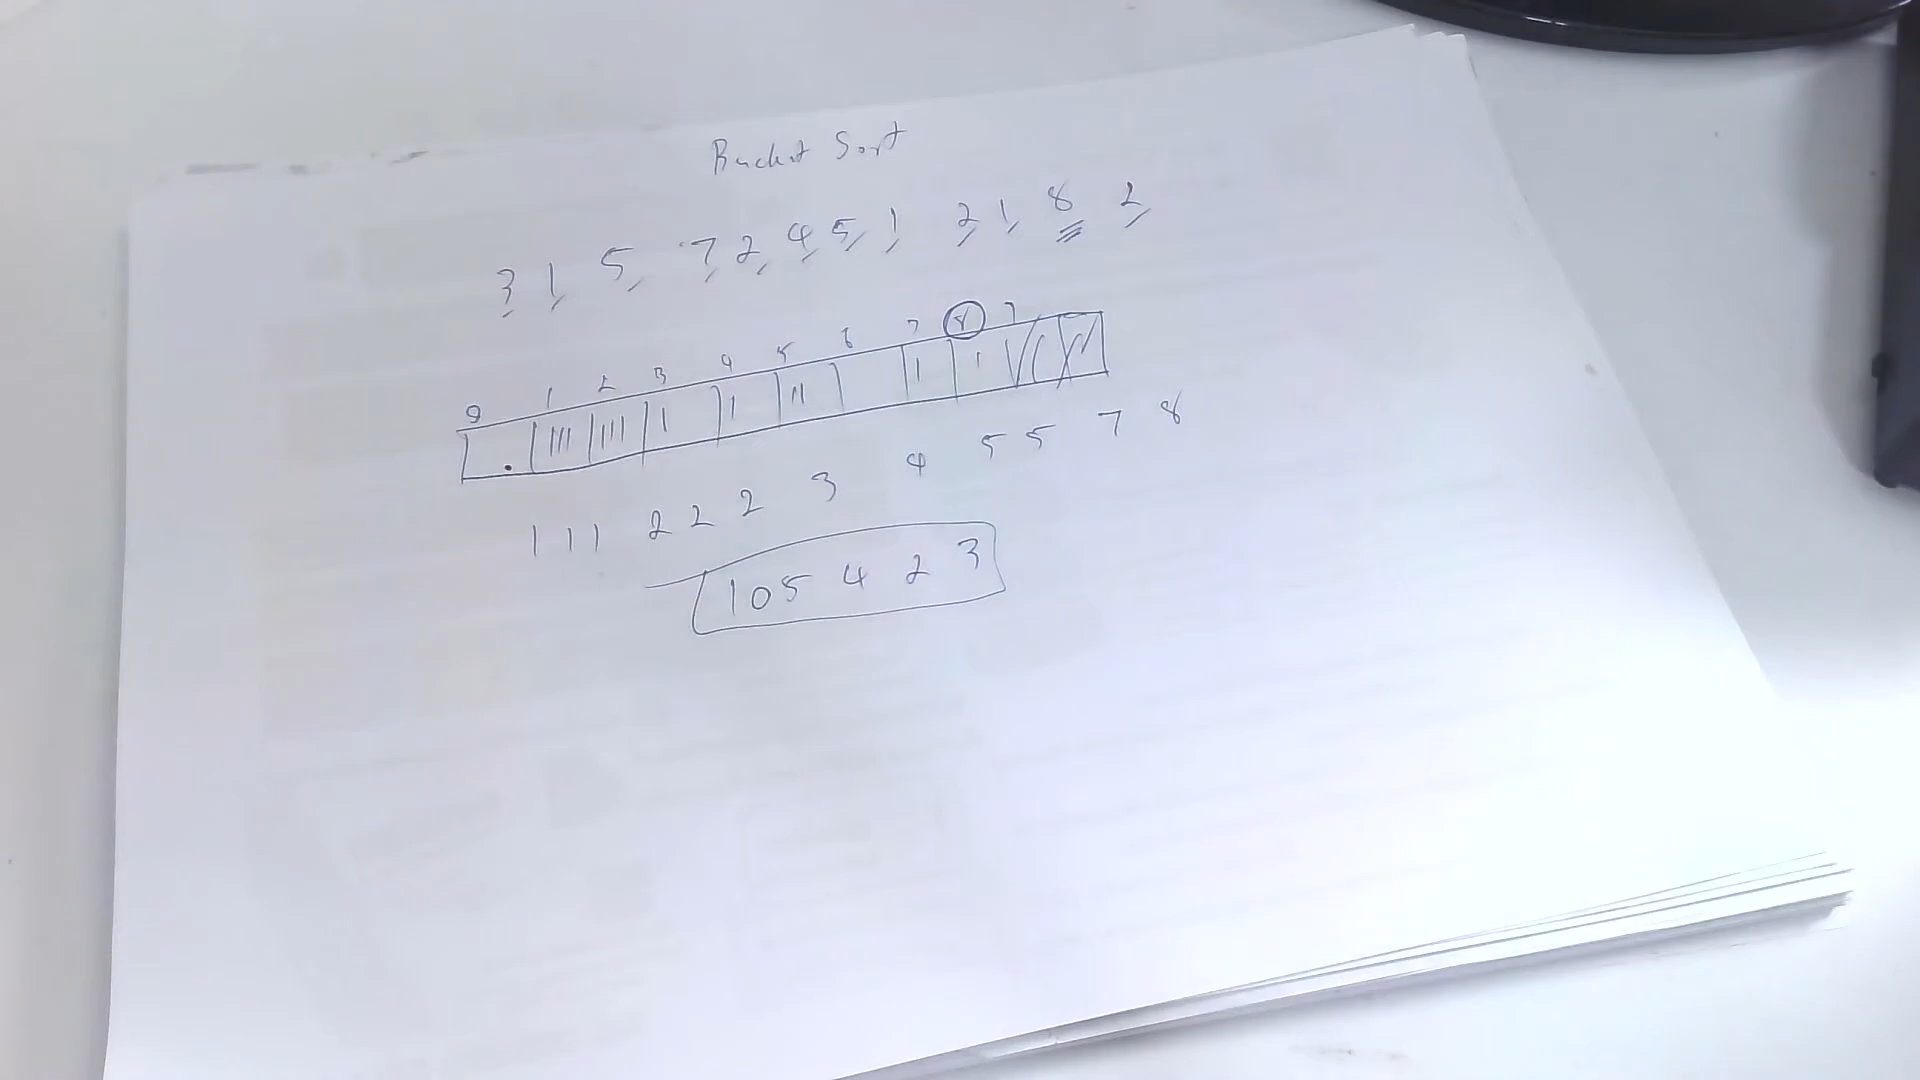 Bucket Sort
3 1 5 7 2 4 5 1 2 1 8 2
0 1 2 3 4 5 6 7 8 7
||| ||| | | || | |
1 1 1 2 2 2 3 4 5 5 7 8
105 4 2 3